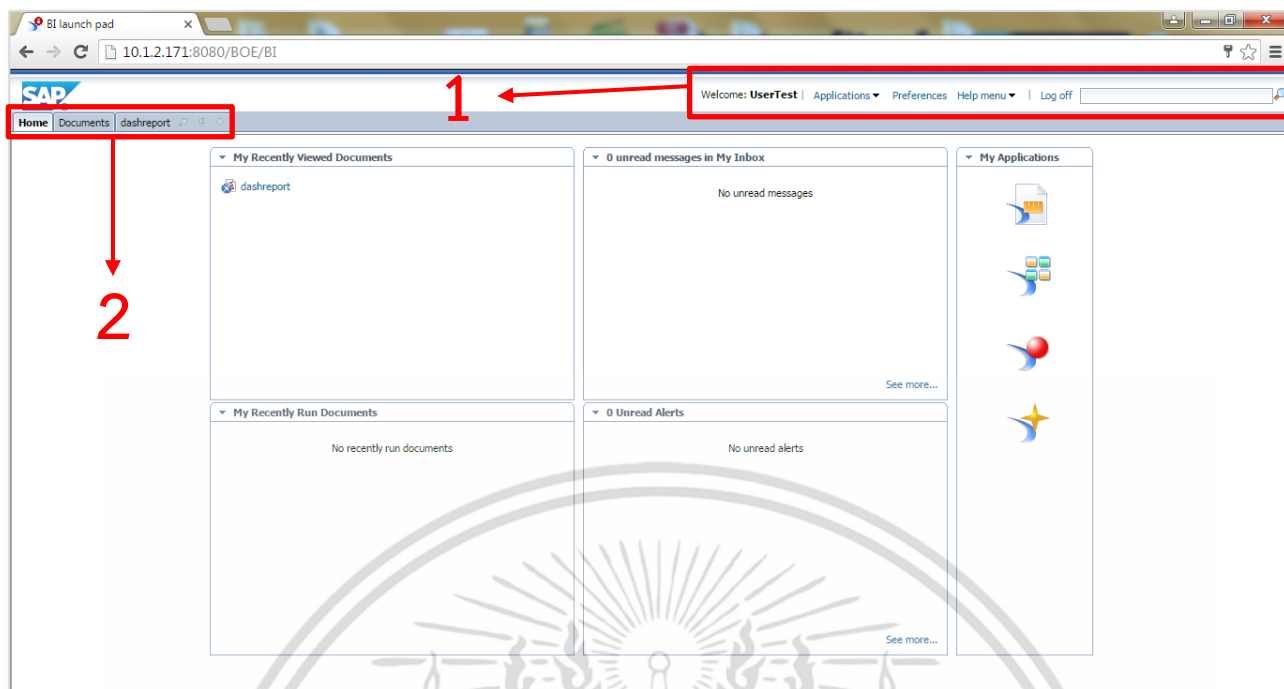 BI launch pad
10.1.2.171:8080/BOE/BI
SAP
1
Welcome: UserTest | Applications Preferences Help menu | Log off
Home Documents dashreport
2
My Recently Viewed Documents
dashreport
0 unread messages in My Inbox
No unread messages
See more...
My Applications
My Recently Run Documents
No recently run documents
0 Unread Alerts
No unread alerts
See more...